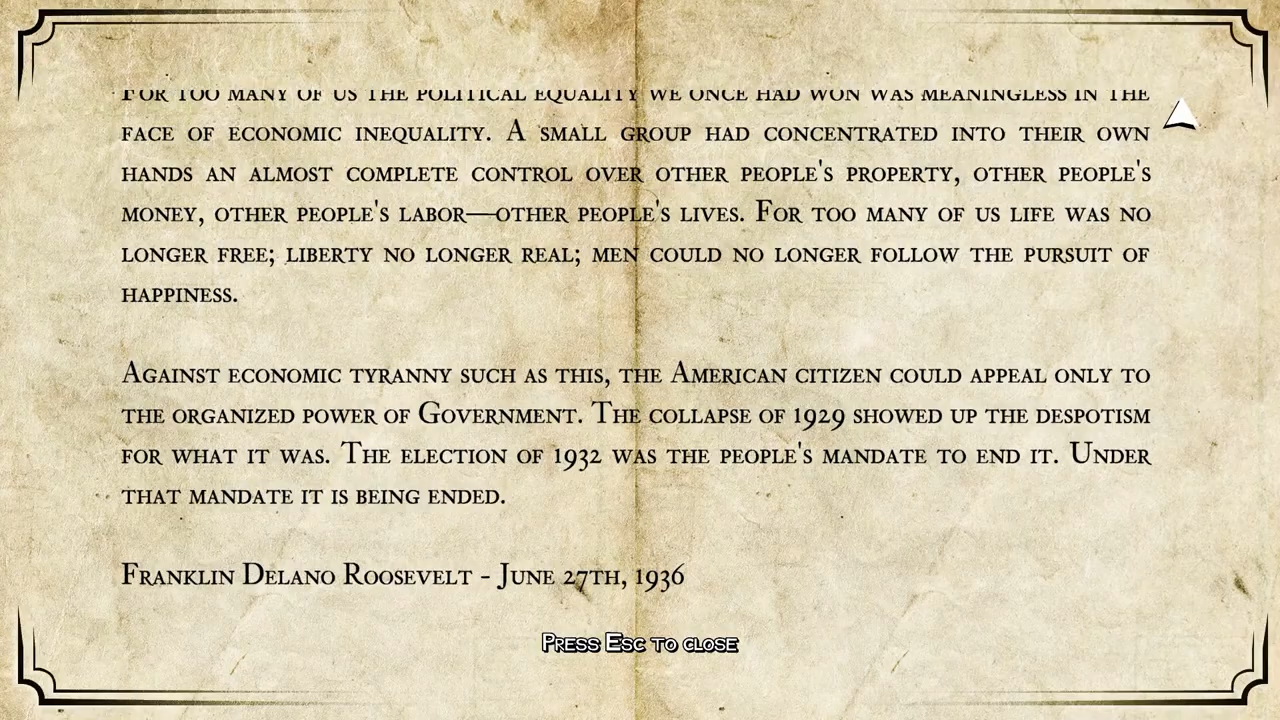 For too many of us the political equality we once had won was meaningless in the
face of economic inequality. A small group had concentrated into their own
hands an almost complete control over other people's property, other people's
money, other people's labor—other people's lives. For too many of us life was no
longer free; liberty no longer real; men could no longer follow the pursuit of
happiness.
Against economic tyranny such as this, the American citizen could appeal only to
the organized power of Government. The collapse of 1929 showed up the despotism
for what it was. The election of 1932 was the people's mandate to end it. Under
that mandate it is being ended.
Franklin Delano Roosevelt - June 27th, 1936
Press Esc to close